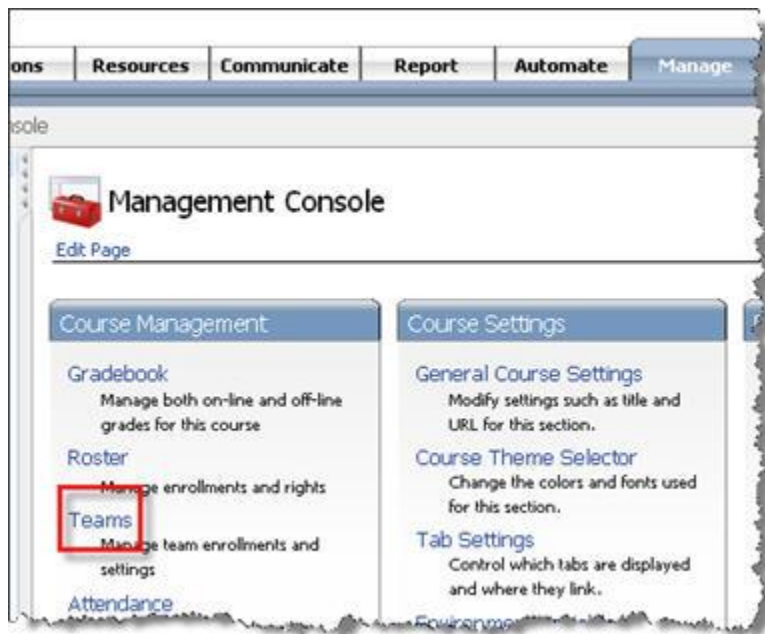 ons Resources Communicate Report Automate Manage
sole
Management Console
Edit Page
Course Management
Gradebook
Manage both on-line and off-line
grades for this course
Roster
Manage enrollments and rights
Teams
Manage team enrollments and
settings
Attendance
Course Settings
General Course Settings
Modify settings such as title and
URL for this section.
Course Theme Selector
Change the colors and fonts used
for this section.
Tab Settings
Control which tabs are displayed
and where they link.